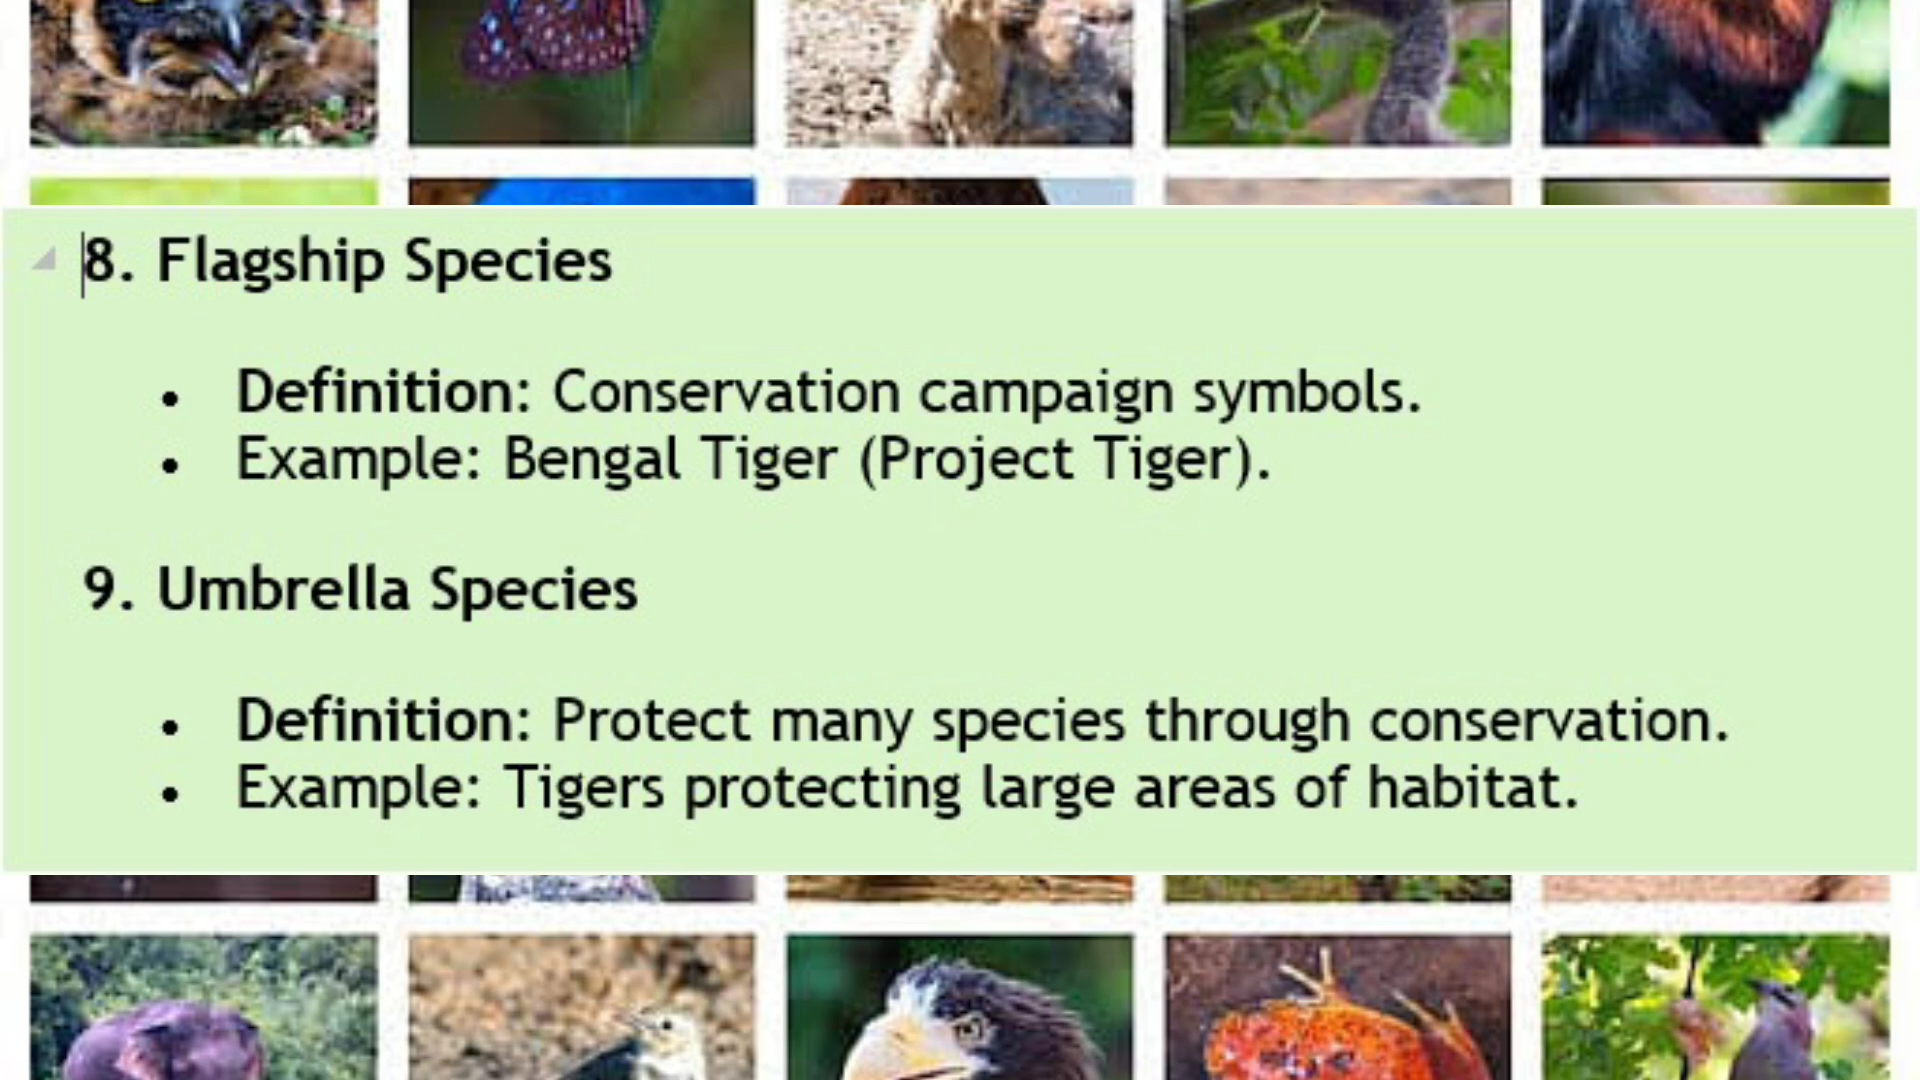 8. Flagship Species
• Definition: Conservation campaign symbols.
• Example: Bengal Tiger (Project Tiger).
9. Umbrella Species
• Definition: Protect many species through conservation.
• Example: Tigers protecting large areas of habitat.